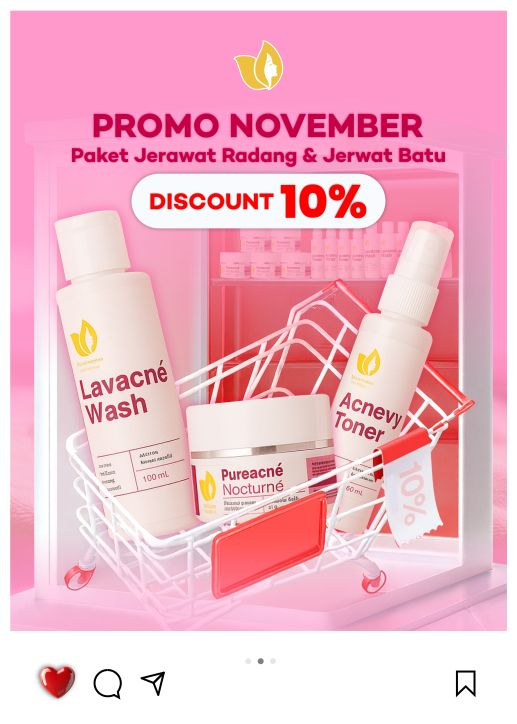 PROMO NOVEMBER
Paket Jerawat Radang & Jerwat Batu
DISCOUNT 10%
Lavacné
Wash
100 mL
Pureacné
Nocturné
Acnevy
Toner
60 mL
10%